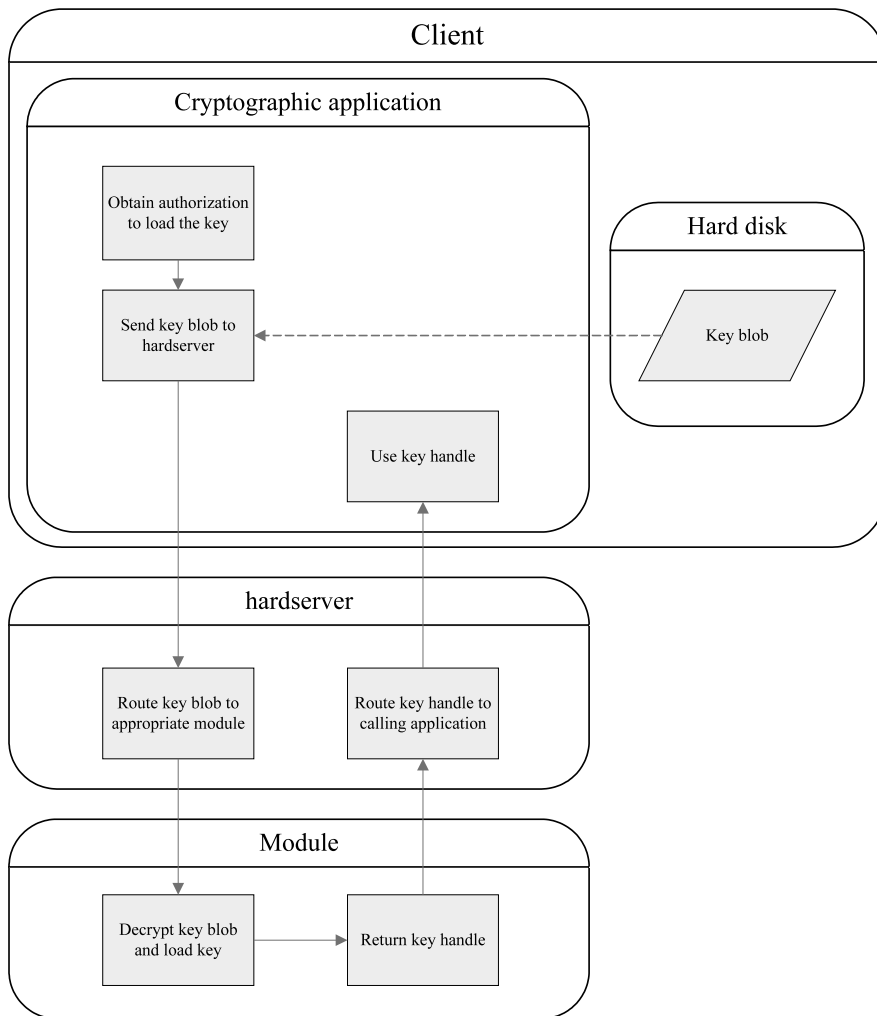 Client
Cryptographic application
Obtain authorization
to load the key
Hard disk
Send key blob to
hardserver
Key blob
Use key handle
hardserver
Route key blob to
appropriate module
Route key handle to
calling application
Module
Decrypt key blob
and load key
Return key handle